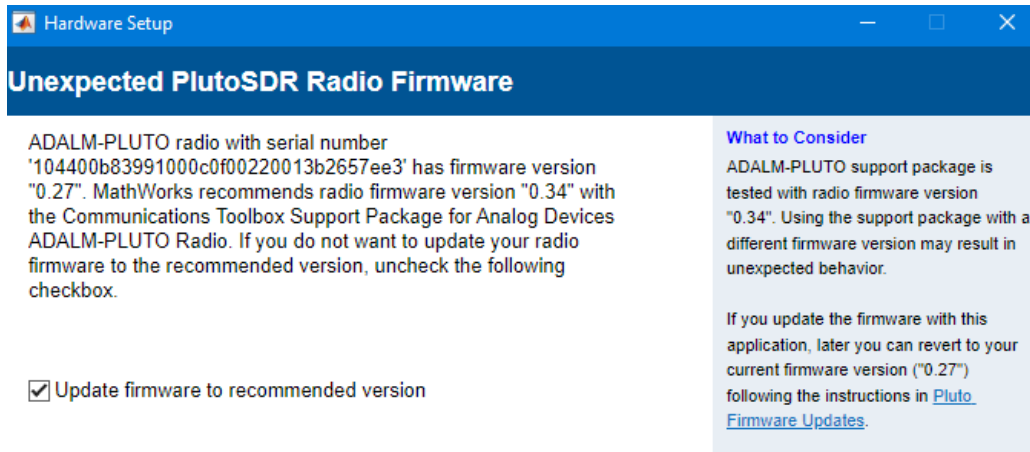 Hardware Setup
Unexpected PlutoSDR Radio Firmware
ADALM-PLUTO radio with serial number
'104400b83991000c0f00220013b2657ee3' has firmware version
"0.27". MathWorks recommends radio firmware version "0.34" with
the Communications Toolbox Support Package for Analog Devices
ADALM-PLUTO Radio. If you do not want to update your radio
firmware to the recommended version, uncheck the following
checkbox.
Update firmware to recommended version
What to Consider
ADALM-PLUTO support package is
tested with radio firmware version
"0.34". Using the support package with a
different firmware version may result in
unexpected behavior.
If you update the firmware with this
application, later you can revert to your
current firmware version ("0.27")
following the instructions in Pluto
Firmware Updates.